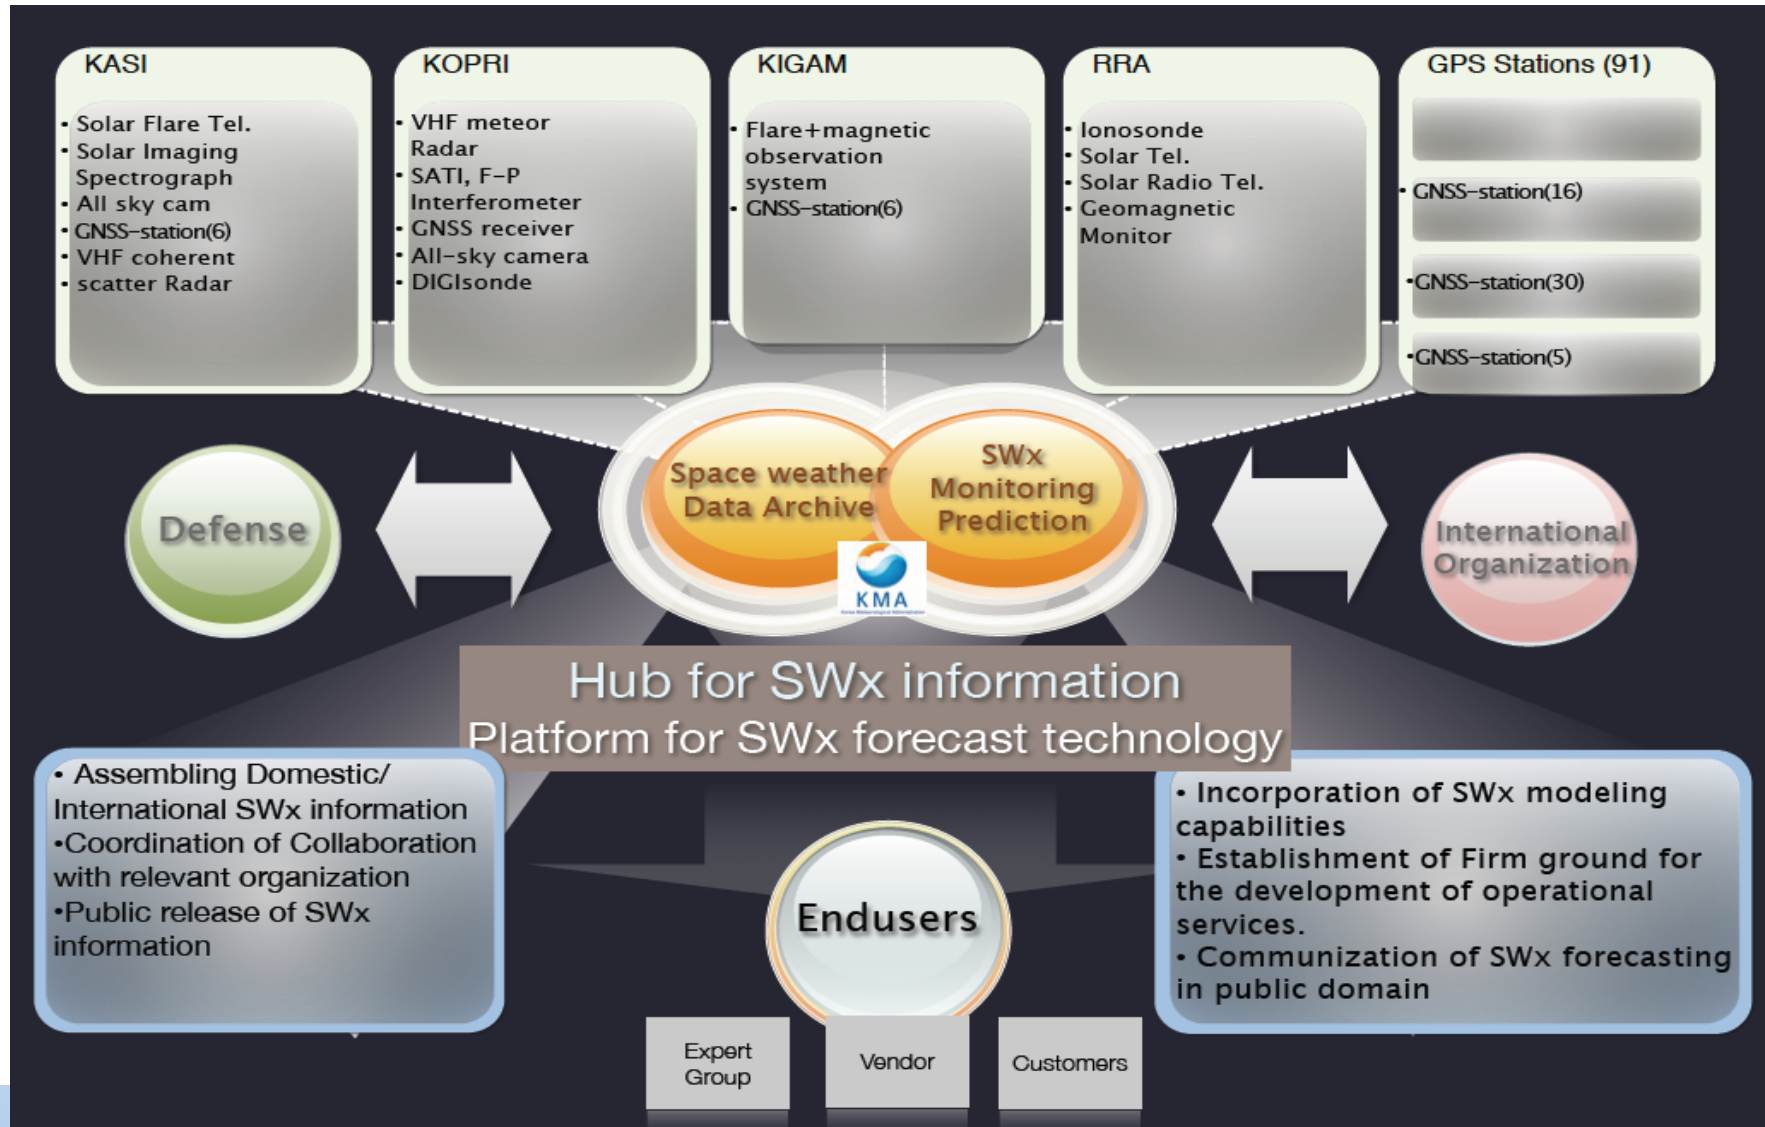 KASI
• Solar Flare Tel.
• Solar Imaging
Spectrograph
• All sky cam
• GNSS-station(6)
• VHF coherent
• scatter Radar
KOPRI
• VHF meteor
Radar
• SATI, F-P
Interferometer
• GNSS receiver
• All-sky camera
• DIGIsonde
KIGAM
• Flare+magnetic
observation
system
• GNSS-station(6)
RRA
• Ionosonde
• Solar Tel.
• Solar Radio Tel.
• Geomagnetic
Monitor
GPS Stations (91)
• GNSS-station(16)
•GNSS-station(30)
•GNSS-station(5)
Defense
Space weather
Data Archive
SWx
Monitoring
Prediction
KMA
International
Organization
Hub for SWx information
Platform for SWx forecast technology
• Assembling Domestic/
International SWx information
•Coordination of Collaboration
with relevant organization
•Public release of SWx
information
• Incorporation of SWx modeling
capabilities
• Establishment of Firm ground for
the development of operational
services.
• Communization of SWx forecasting
in public domain
Endusers
Expert
Group
Vendor
Customers